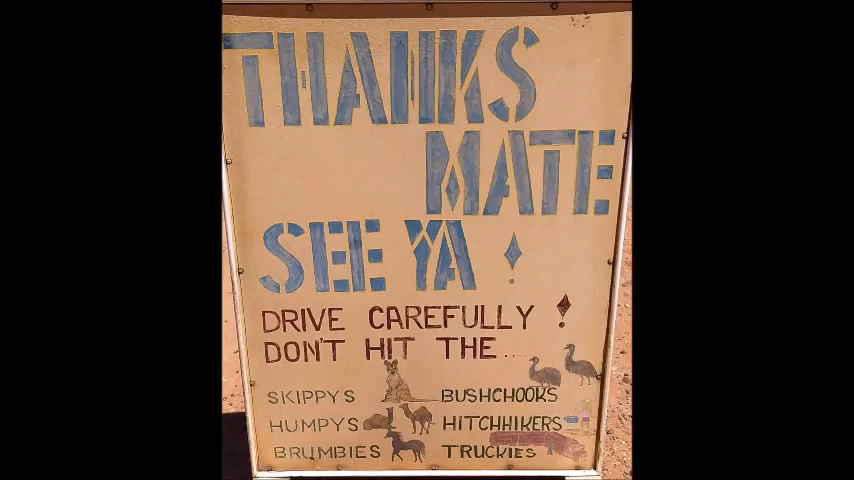 THANKS
MATE
SEE YA!
DRIVE CAREFULLY!
DON'T HIT THE....
SKIPPYS BUSHCHOOKS
HUMPYS HITCHHIKERS
BRUMBIES TRUCKIES